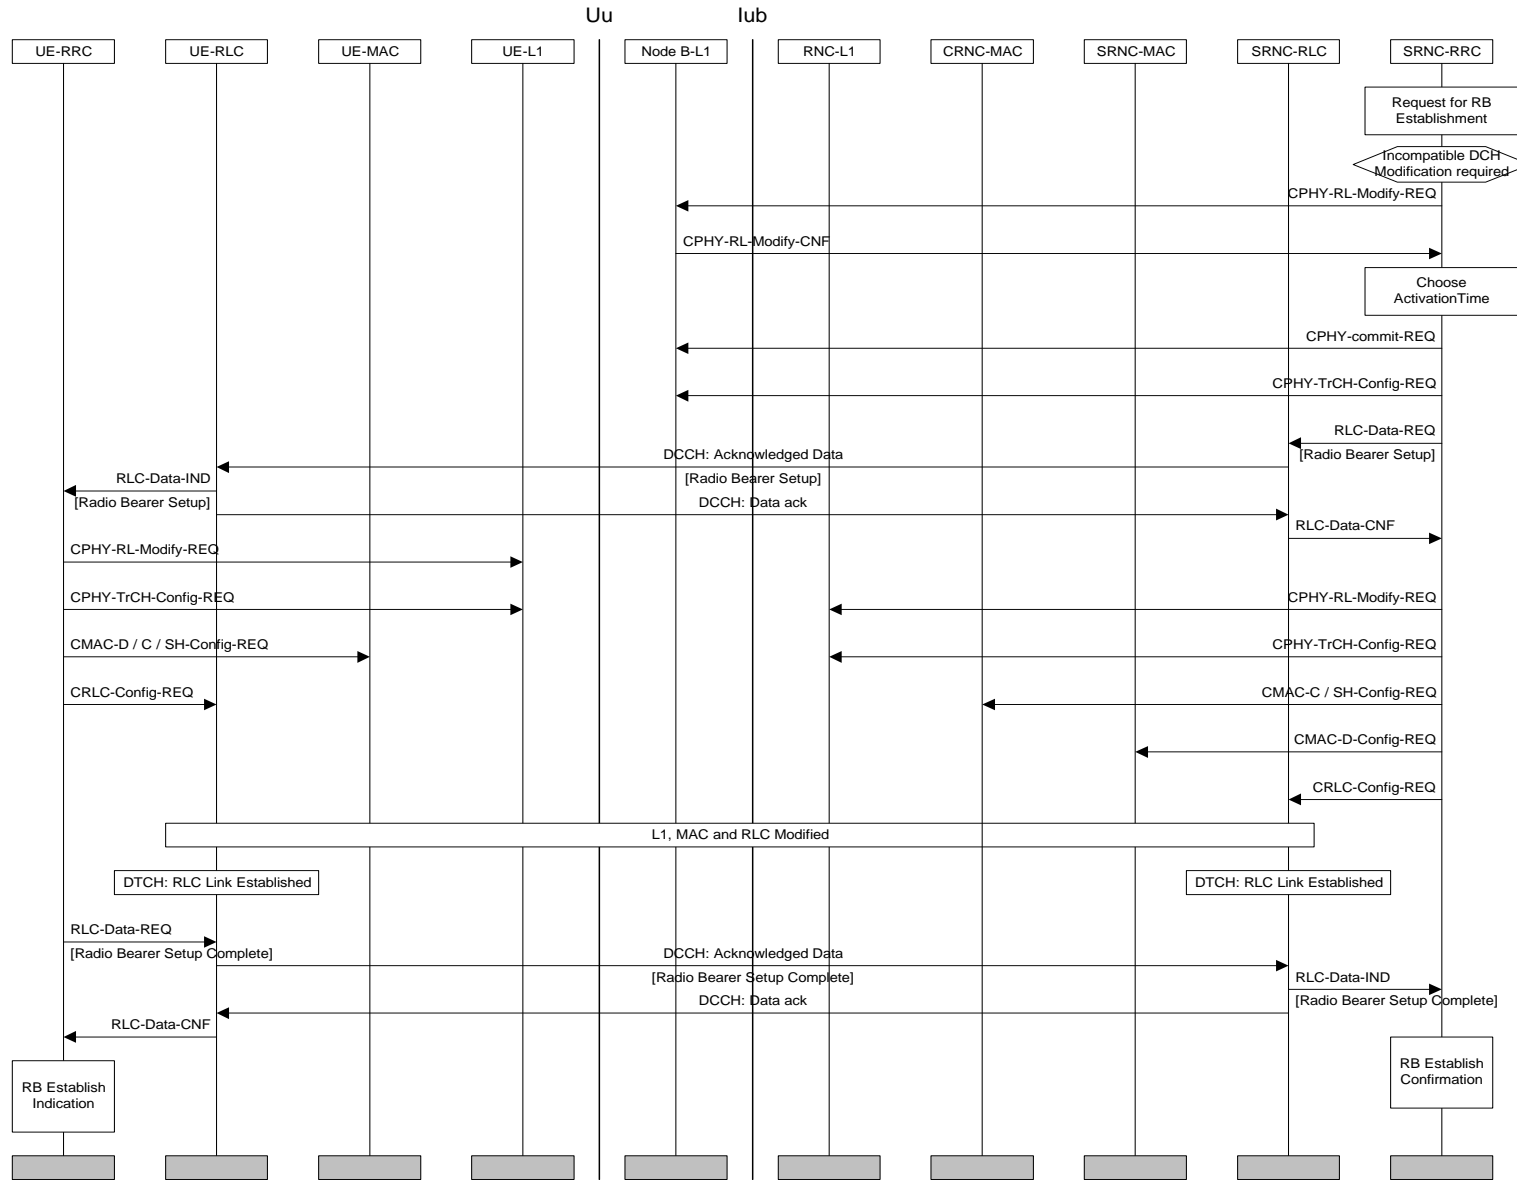 Uu
Iub
UE-RRC
UE-RLC
UE-MAC
UE-L1
Node B-L1
RNC-L1
CRNC-MAC
SRNC-MAC
SRNC-RLC
SRNC-RRC
Request for RB
Establishment
Incompatible DCH
Modification required
CPHY-RL-Modify-REQ
CPHY-RL-Modify-CNF
Choose
ActivationTime
CPHY-commit-REQ
CPHY-TrCH-Config-REQ
RLC-Data-REQ
[Radio Bearer Setup]
DCCH: Acknowledged Data
[Radio Bearer Setup]
RLC-Data-IND
[Radio Bearer Setup]
DCCH: Data ack
RLC-Data-CNF
CPHY-RL-Modify-REQ
CPHY-TrCH-Config-REQ
CPHY-RL-Modify-REQ
CMAC-D / C / SH-Config-REQ
CPHY-TrCH-Config-REQ
CRLC-Config-REQ
CMAC-C / SH-Config-REQ
CMAC-D-Config-REQ
CRLC-Config-REQ
L1, MAC and RLC Modified
DTCH: RLC Link Established
DTCH: RLC Link Established
RLC-Data-REQ
[Radio Bearer Setup Complete]
DCCH: Acknowledged Data
[Radio Bearer Setup Complete]
RLC-Data-IND
[Radio Bearer Setup Complete]
DCCH: Data ack
RLC-Data-CNF
RB Establish
Indication
RB Establish
Confirmation